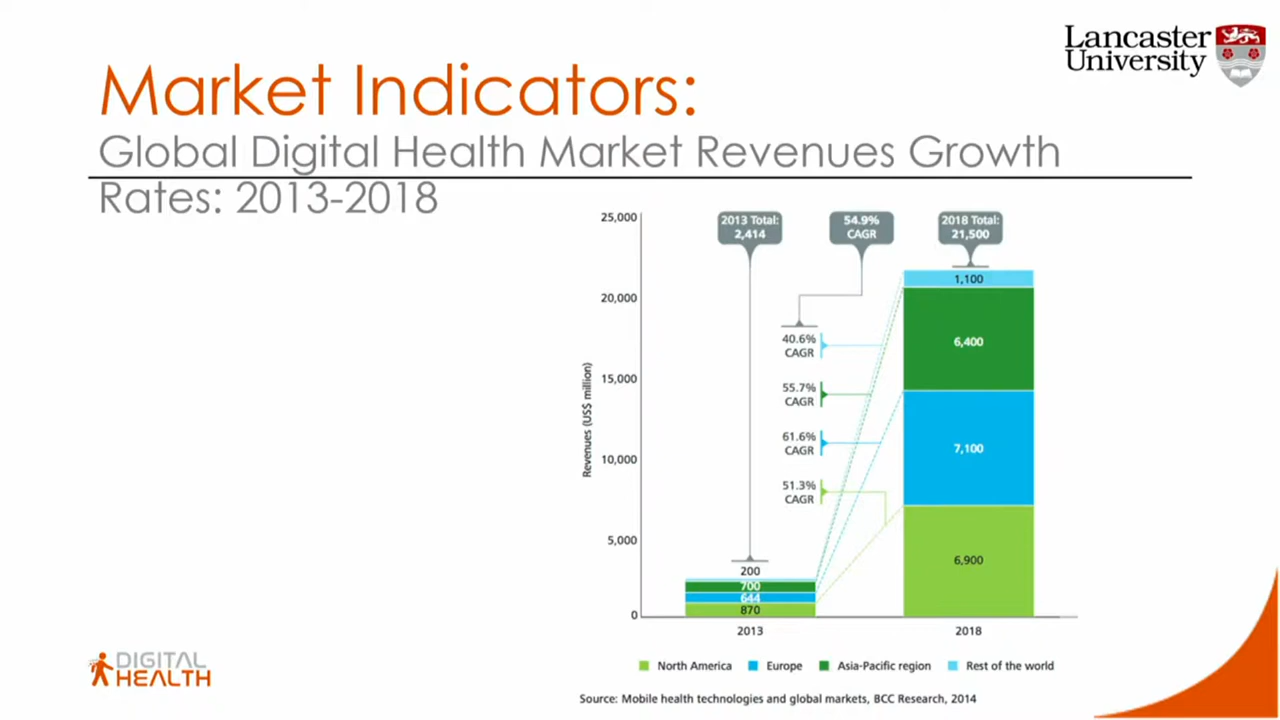 Lancaster
University
Market Indicators:
Global Digital Health Market Revenues Growth
Rates: 2013-2018
25,000
20,000
15,000
10,000
5,000
0
Revenues (US$ million)
2013 Total:
2,414
54.9%
CAGR
2018 Total:
21,500
40.6%
CAGR
55.7%
CAGR
61.6%
CAGR
51.3%
CAGR
200
700
644
870
1,100
6,400
7,100
6,900
2013
2018
North America Europe Asia-Pacific region Rest of the world
Source: Mobile health technologies and global markets, BCC Research, 2014
DIGITAL
HEALTH